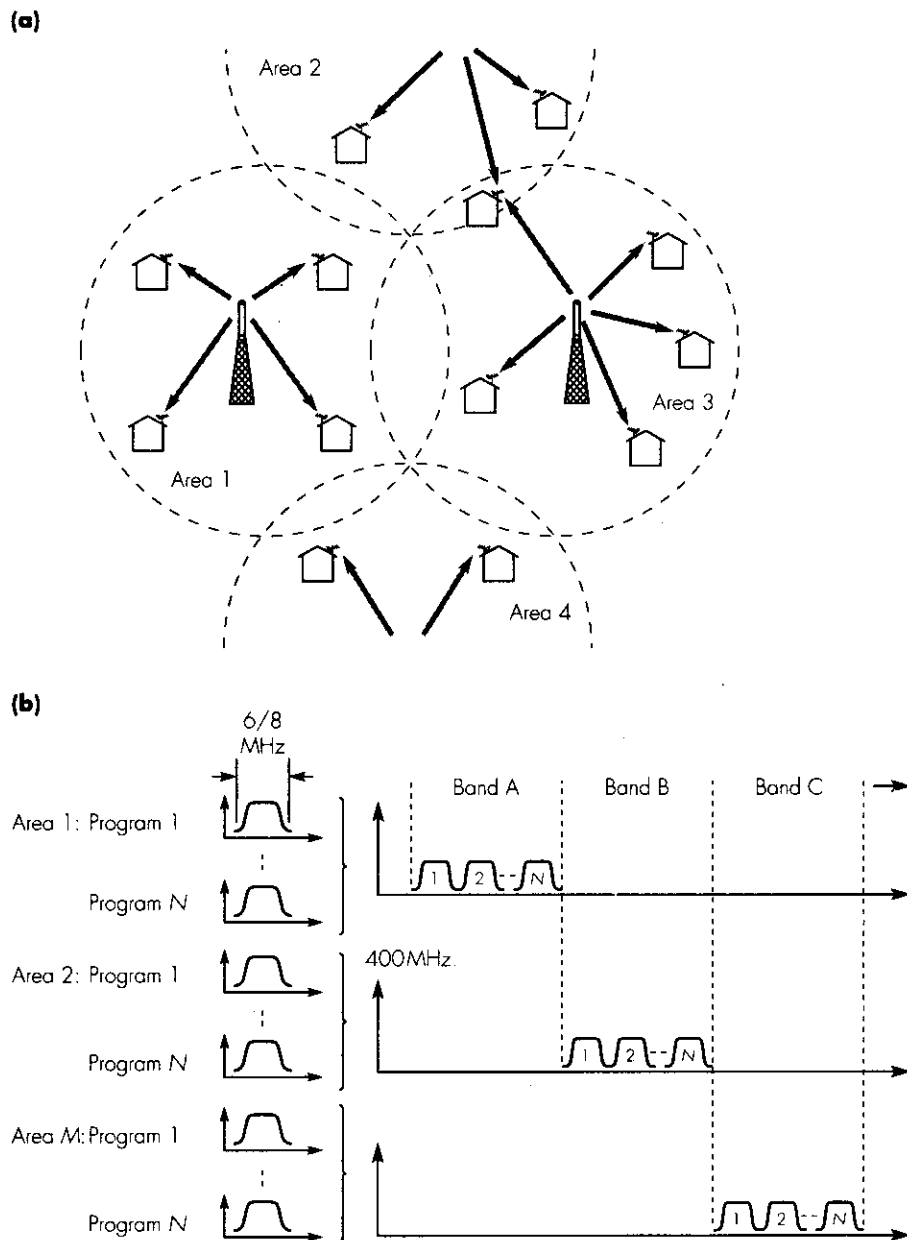 (a)
Area 2
Area 1
Area 3
Area 4
(b)
6/8
MHz
Band A Band B Band C
Area 1: Program 1
1 2 N
Program N
Area 2: Program 1
400MHz
1 2 N
Program N
Area M: Program 1
1 2 N
Program N